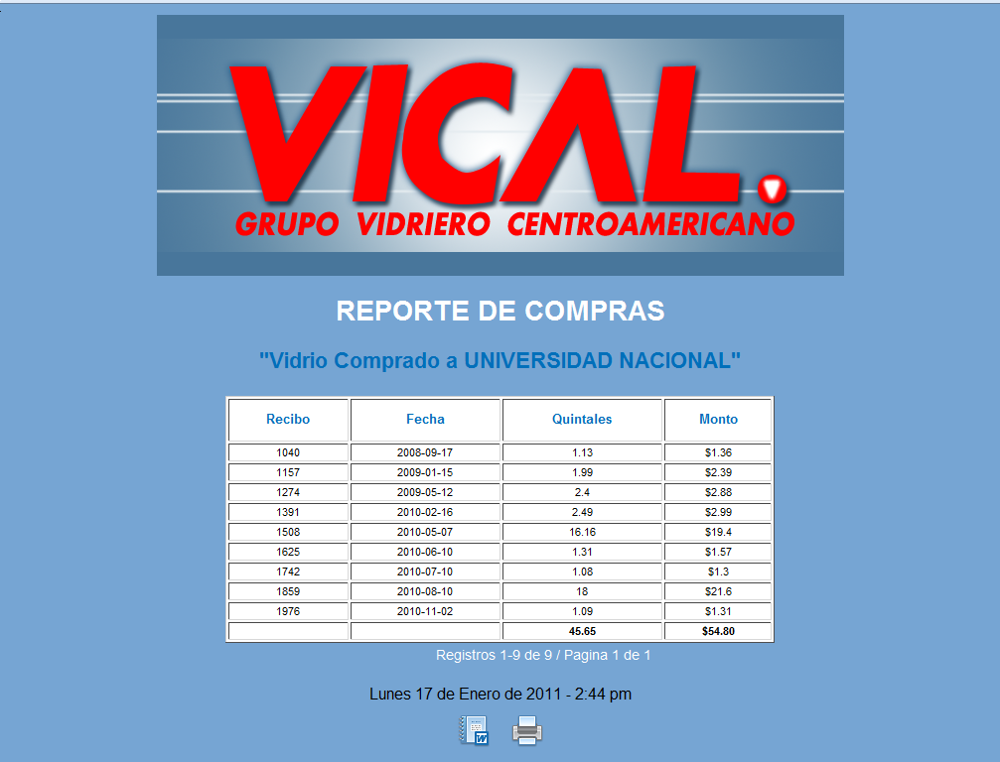 VICAL.
GRUPO VIDRIERO CENTROAMERICANO
REPORTE DE COMPRAS
"Vidrio Comprado a UNIVERSIDAD NACIONAL"
Recibo Fecha Quintales Monto
1040 2008-09-17 1.13 $1.36
1157 2009-01-15 1.99 $2.39
1274 2009-05-12 2.4 $2.88
1391 2010-02-16 2.49 $2.99
1508 2010-05-07 16.16 $19.4
1625 2010-06-10 1.31 $1.57
1742 2010-07-10 1.08 $1.3
1859 2010-08-10 18 $21.6
1976 2010-11-02 1.09 $1.31
45.65 $54.80
Registros 1-9 de 9 / Pagina 1 de 1
Lunes 17 de Enero de 2011 - 2:44 pm